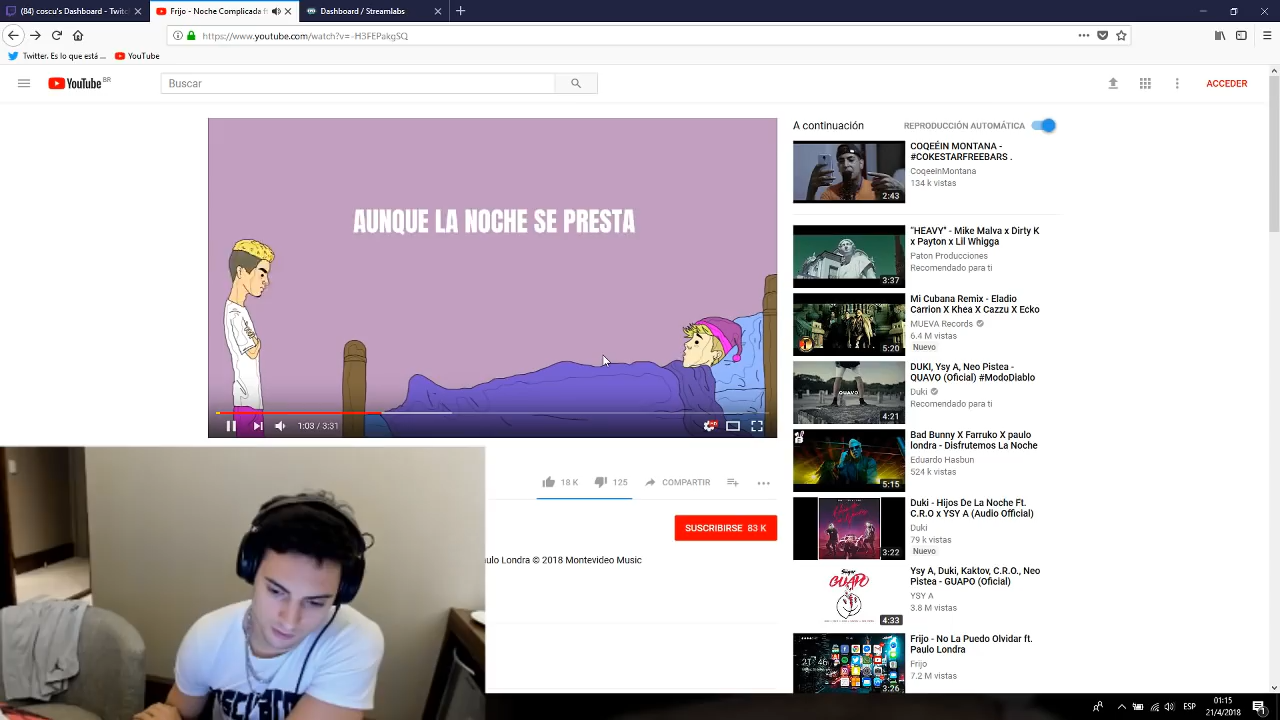 (84) coscu's Dashboard - Twitch
Frijo - Noche Complicada f
Dashboard / Streamlabs
https://www.youtube.com/watch?v=-H3FEPakgSQ
Twitter. Es lo que está ...
YouTube
YouTube BR
Buscar
ACCEDER
AUNQUE LA NOCHE SE PRESTA
1:03 / 3:31
18 K
125
COMPARTIR
SUSCRIBIRSE 83 K
ulo Londra © 2018 Montevideo Music
A continuación
REPRODUCCIÓN AUTOMÁTICA
COQEÉIN MONTANA -
#COKESTARFREEBARS .
CoqeeinMontana
134 k vistas
2:43
"HEAVY" - Mike Malva x Dirty K
x Payton x Lil Whigga
Paton Producciones
Recomendado para ti
3:37
Mi Cubana Remix - Eladio
Carrion x Khea x Cazzu X Ecko
MUEVA Records
6.4 M vistas
Nuevo
5:20
DUKI, Ysy A, Neo Pistea -
QUAVO (Oficial) #ModoDiablo
Duki
Recomendado para ti
QUAVO
4:21
Bad Bunny X Farruko X paulo
londra - Disfrutemos La Noche
Eduardo Hasbun
524 k vistas
5:15
Duki - Hijos De La Noche Ft.
C.R.O x YSY A (Audio Official)
Duki
79 k vistas
Nuevo
3:22
Ysy A, Duki, Kaktov, C.R.O., Neo
Pistea - GUAPO (Oficial)
YSY A
3.8 M vistas
GUAPO
4:33
Frijo - No La Puedo Olvidar ft.
Paulo Londra
Frijo
7.2 M vistas
21:46
3:26
ESP
01:15
21/4/2018